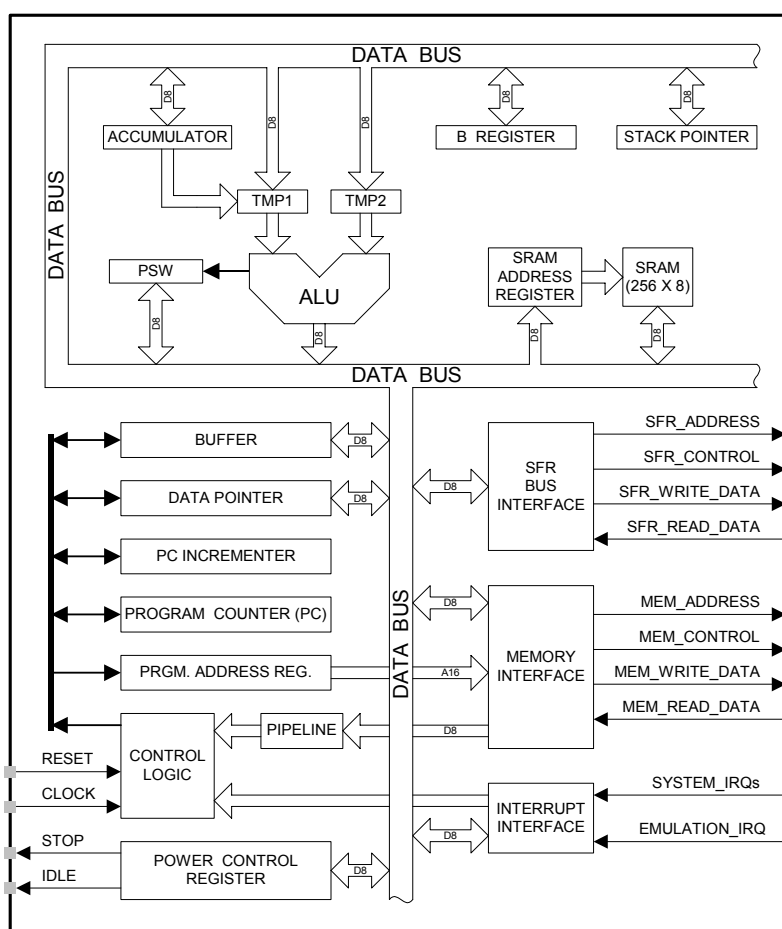 DATA BUS
D8
D8
D8
D8
D8
ACCUMULATOR
B REGISTER
STACK POINTER
DATA BUS
TMP1
TMP2
PSW
ALU
SRAM
ADDRESS
REGISTER
SRAM
(256 X 8)
D8
D8
D8
D8
DATA BUS
BUFFER
D8
DATA POINTER
D8
PC INCREMENTER
PROGRAM COUNTER (PC)
PRGM. ADDRESS REG.
A16
DATA BUS
D8
SFR
BUS
INTERFACE
SFR_ADDRESS
SFR_CONTROL
SFR_WRITE_DATA
SFR_READ_DATA
D8
MEMORY
INTERFACE
MEM_ADDRESS
MEM_CONTROL
MEM_WRITE_DATA
MEM_READ_DATA
PIPELINE
D8
RESET
CLOCK
CONTROL
LOGIC
INTERRUPT
INTERFACE
SYSTEM_IRQs
EMULATION_IRQ
D8
STOP
IDLE
POWER CONTROL
REGISTER
D8